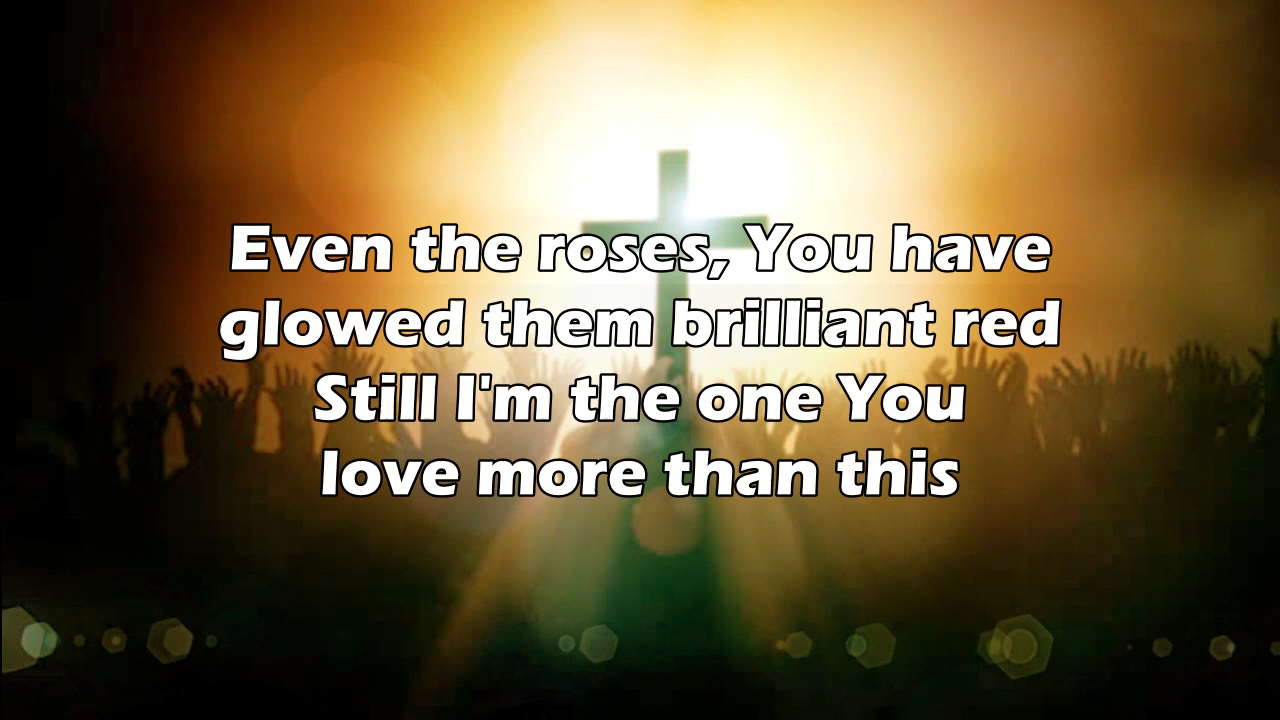 Even the roses, You have
glowed them brilliant red
Still I'm the one You
love more than this